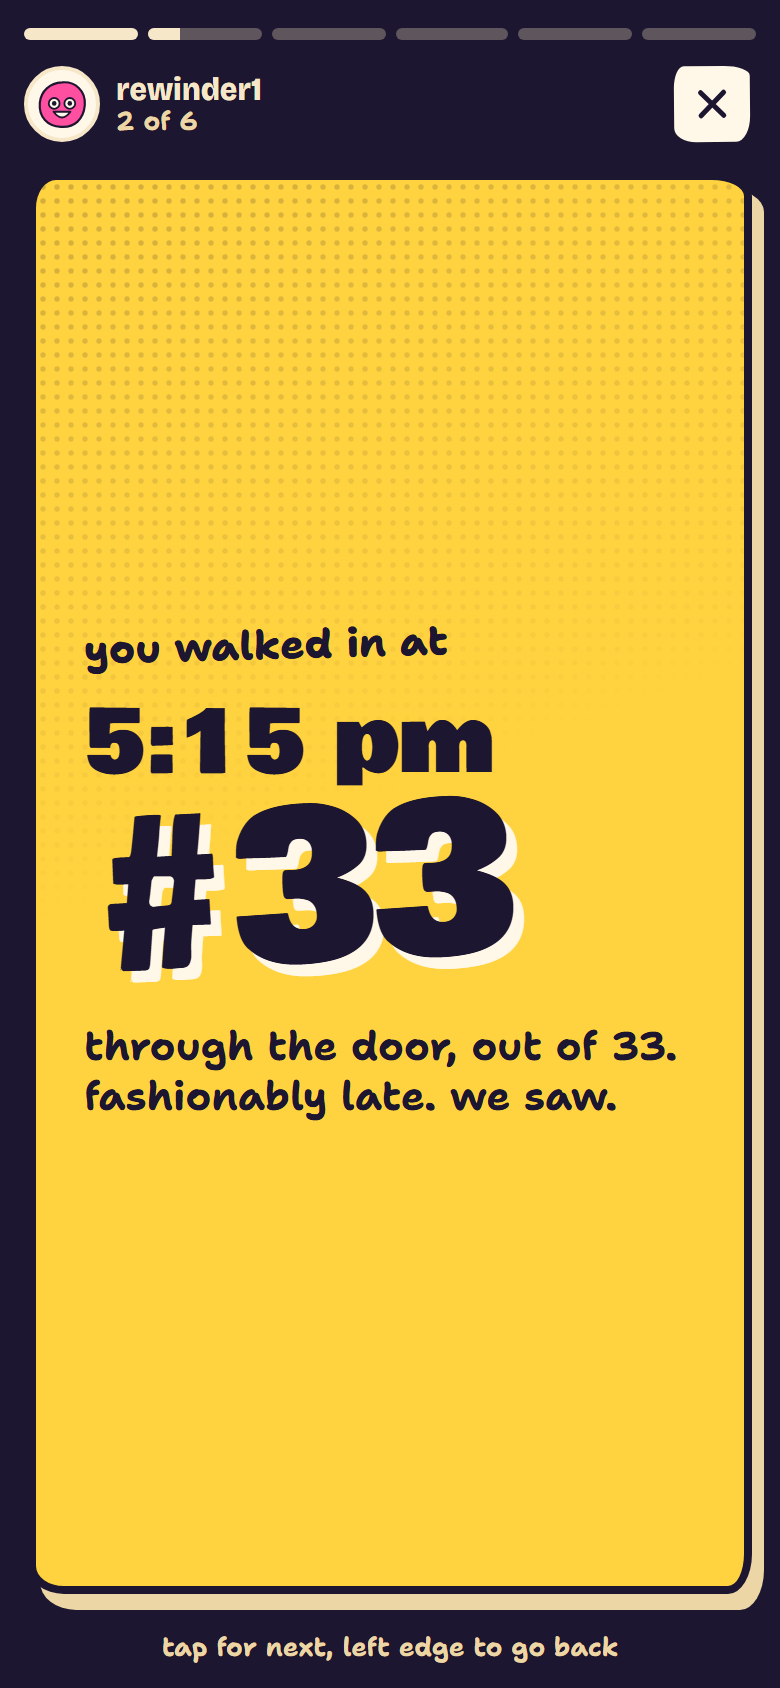 rewinder1
2 of 6
you walked in at
5:15 pm
#33
through the door, out of 33.
fashionably late. we saw.
tap for next, left edge to go back